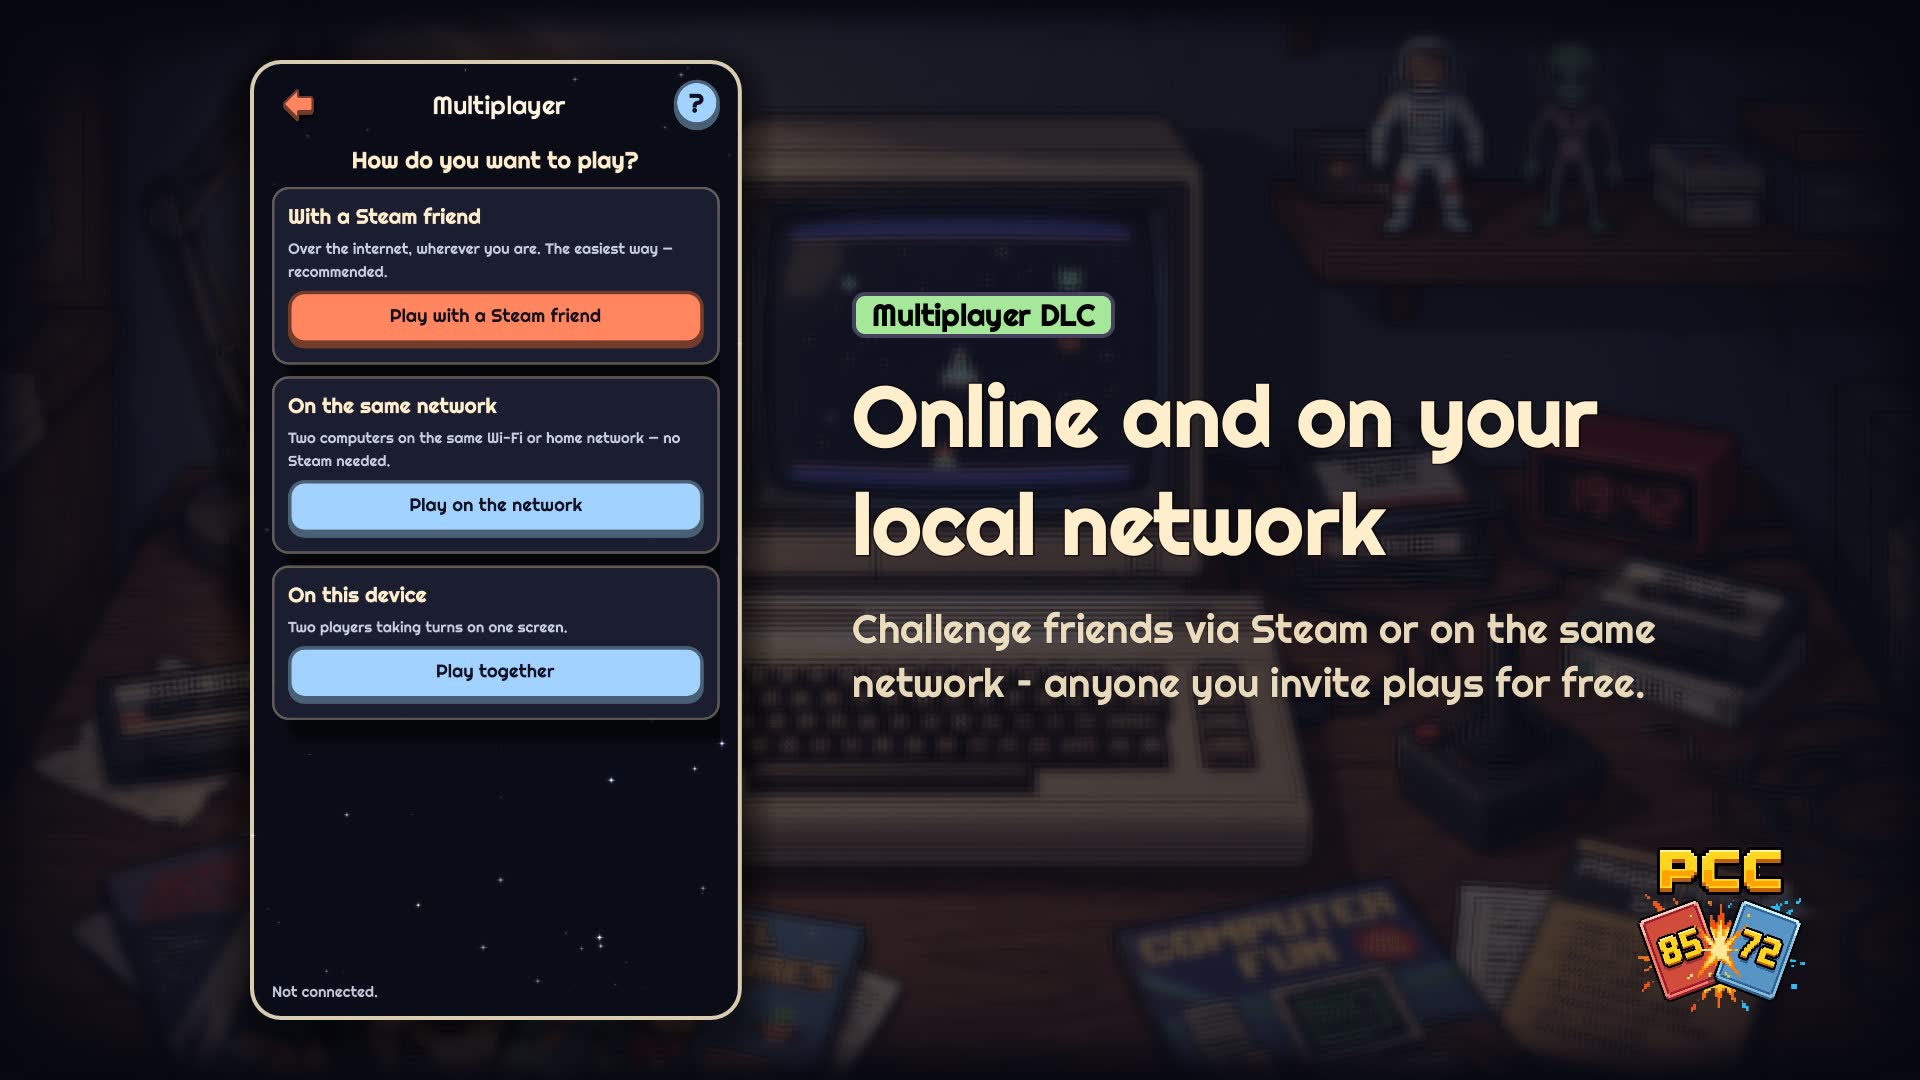 Multiplayer
?
How do you want to play?
With a Steam friend
Over the internet, wherever you are. The easiest way –
recommended.
Play with a Steam friend
On the same network
Two computers on the same Wi-Fi or home network – no
Steam needed.
Play on the network
On this device
Two players taking turns on one screen.
Play together
Not connected.
Multiplayer DLC
Online and on your
local network
Challenge friends via Steam or on the same
network - anyone you invite plays for free.
19:42
COMPUTER
FUN
PCC
85 72